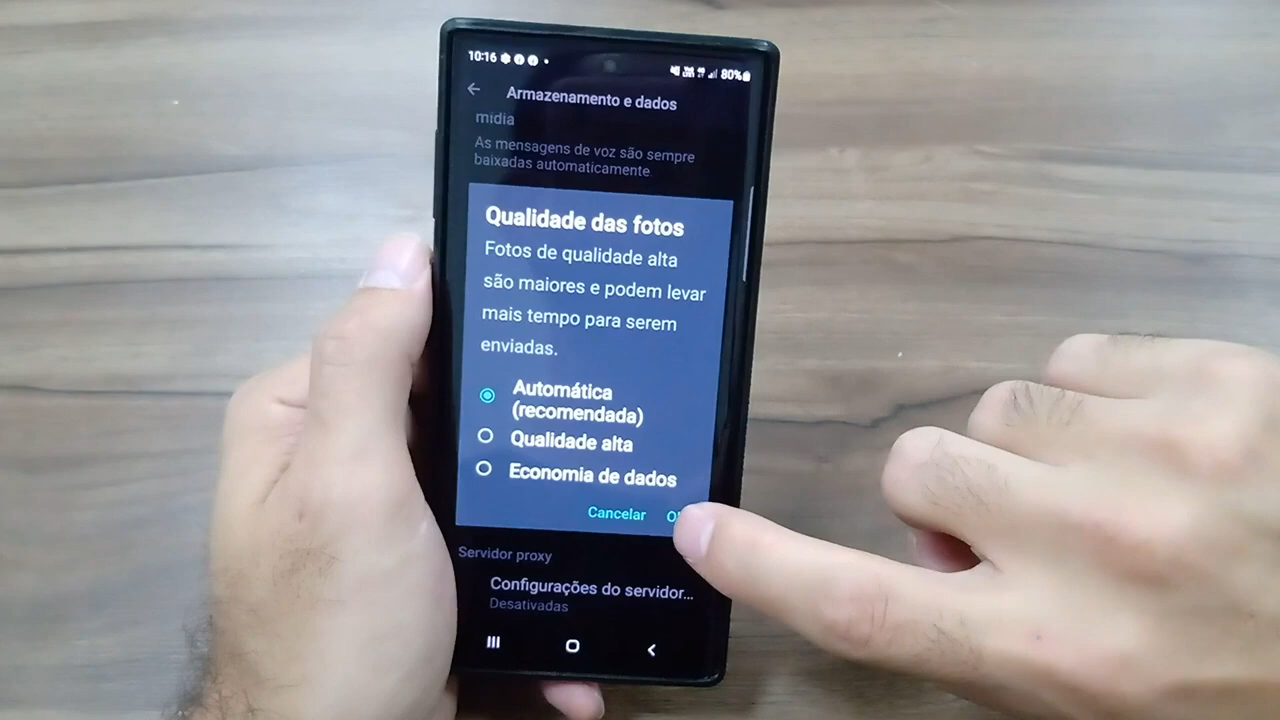 10:16
80%
Armazenamento e dados
mídia
As mensagens de voz são sempre
baixadas automaticamente
Qualidade das fotos
Fotos de qualidade alta
são maiores e podem levar
mais tempo para serem
enviadas.
Automática
(recomendada)
Qualidade alta
Economia de dados
Cancelar
Servidor proxy
Configurações do servidor...
Desativadas